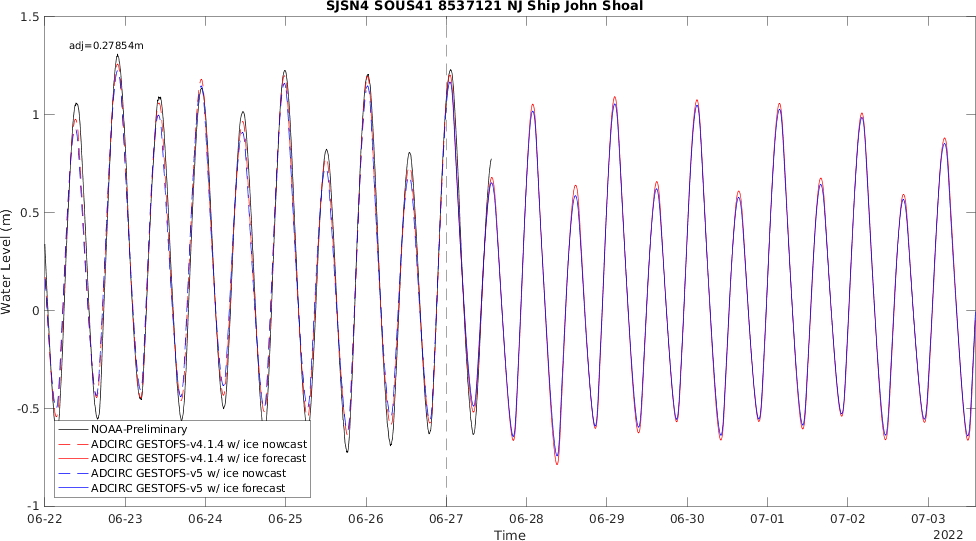 SJSN4 SOUS41 8537121 NJ Ship John Shoal
adj=0.27854m
Water Level (m)
1.5
1
0.5
0
-0.5
-1
NOAA-Preliminary
ADCIRC GESTOFS-v4.1.4 w/ ice nowcast
ADCIRC GESTOFS-v4.1.4 w/ ice forecast
ADCIRC GESTOFS-v5 w/ ice nowcast
ADCIRC GESTOFS-v5 w/ ice forecast
06-22 06-23 06-24 06-25 06-26 06-27 06-28 06-29 06-30 07-01 07-02 07-03
Time
2022